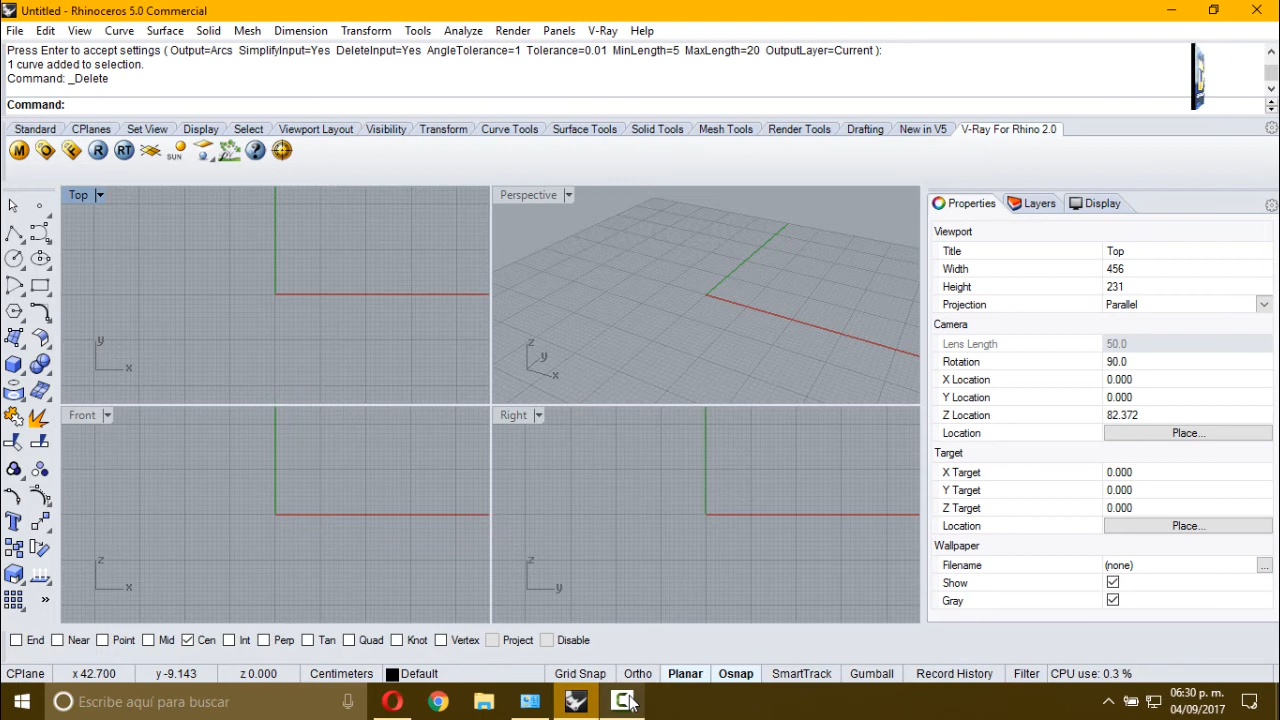 Untitled - Rhinoceros 5.0 Commercial
File Edit View Curve Surface Solid Mesh Dimension Transform Tools Analyze Render Panels V-Ray Help
Press Enter to accept settings ( Output=Arcs SimplifyInput=Yes DeleteInput=Yes AngleTolerance=1 Tolerance=0.01 MinLength=5 MaxLength=20 OutputLayer=Current ):
1 curve added to selection.
Command: _Delete
Command:
Standard CPlanes Set View Display Select Viewport Layout Visibility Transform Curve Tools Surface Tools Solid Tools Mesh Tools Render Tools Drafting New in V5 V-Ray For Rhino 2.0
M O F R RT SUN ?
Top Perspective
Properties Layers Display
Viewport
Title Top
Width 456
Height 231
Projection Parallel
Camera
Lens Length 50.0
Rotation 90.0
X Location 0.000
Y Location 0.000
Z Location 82.372
Location Place...
Target
X Target 0.000
Y Target 0.000
Z Target 0.000
Location Place...
Wallpaper
Filename (none) ...
Show
Gray
y
x
z
y
x
Front Right
z
x
z
y
End Near Point Mid Cen Int Perp Tan Quad Knot Vertex Project Disable
CPlane x 42.700 y -9.143 z 0.000 Centimeters Default Grid Snap Ortho Planar Osnap SmartTrack Gumball Record History Filter CPU use: 0.3 %
Escribe aquí para buscar
06:30 p. m.
04/09/2017